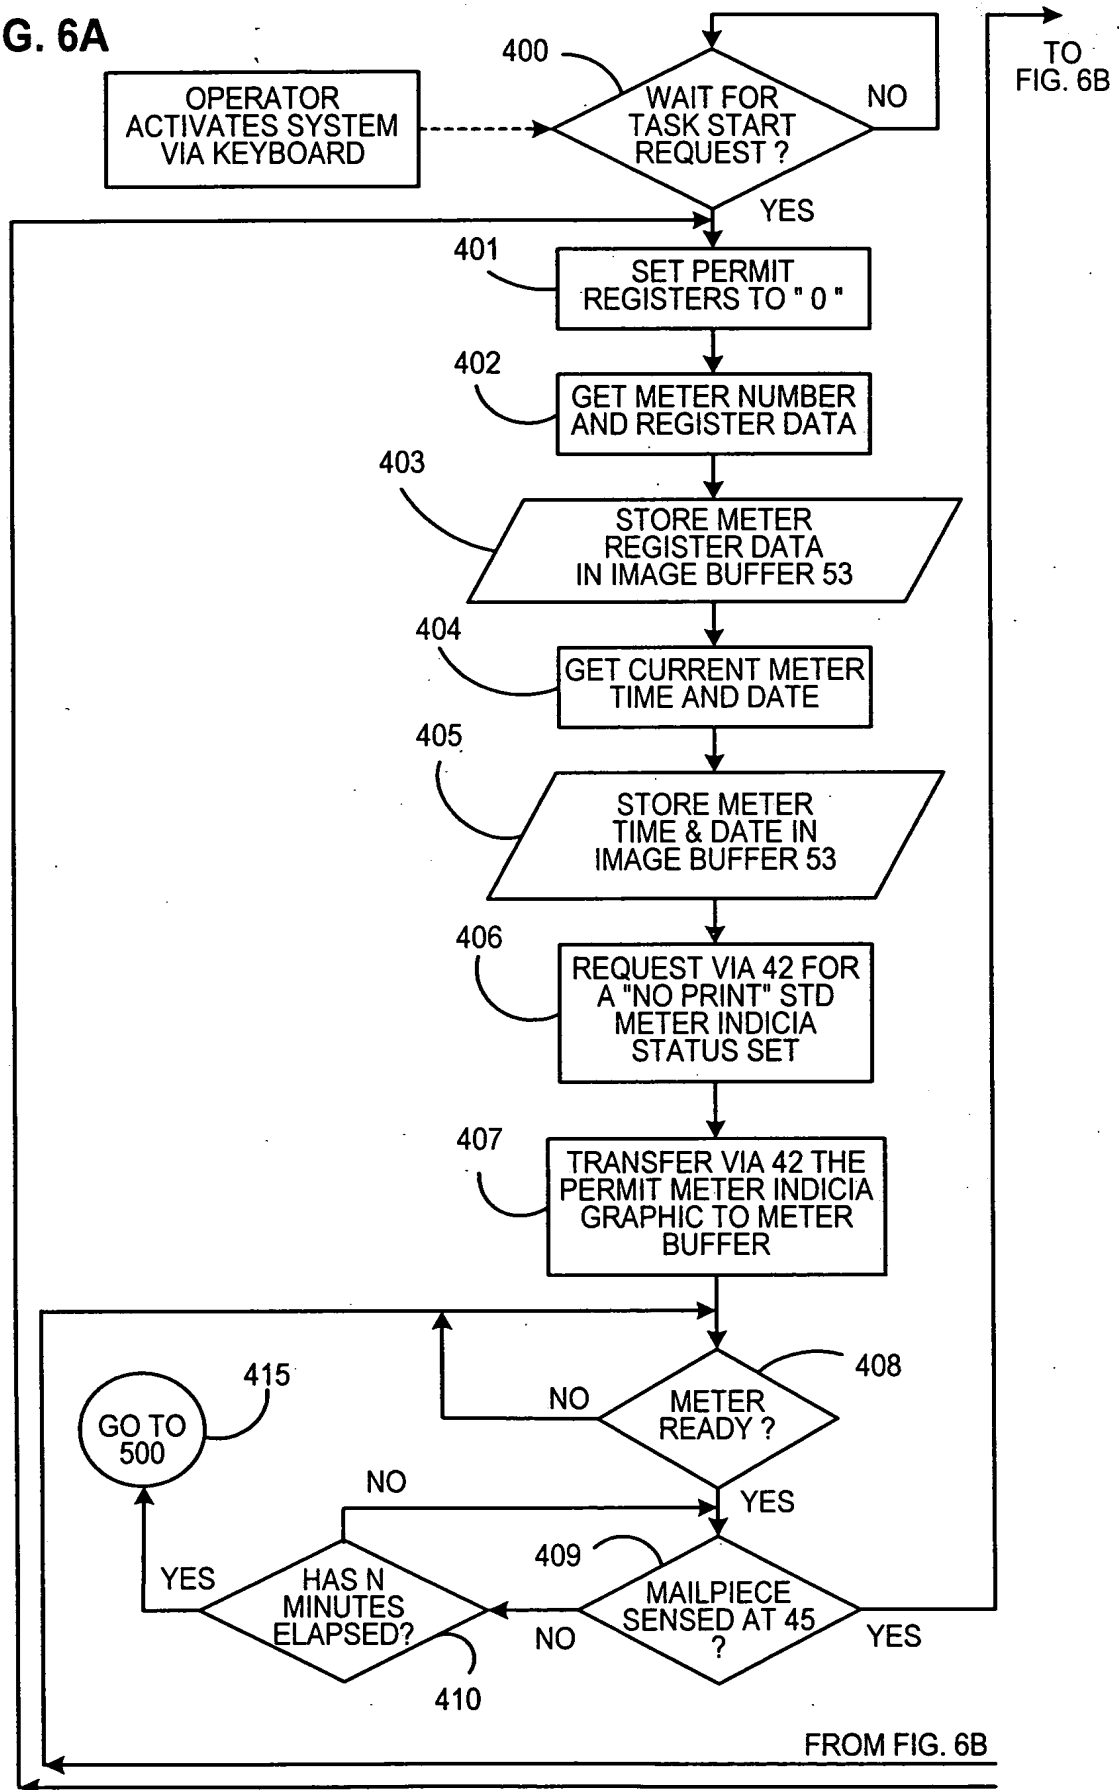 G. 6A
400
TO
FIG. 6B
OPERATOR
ACTIVATES SYSTEM
VIA KEYBOARD
WAIT FOR
TASK START
REQUEST ?
NO
YES
401
SET PERMIT
REGISTERS TO " 0 "
402
GET METER NUMBER
AND REGISTER DATA
403
STORE METER
REGISTER DATA
IN IMAGE BUFFER 53
404
GET CURRENT METER
TIME AND DATE
405
STORE METER
TIME & DATE IN
IMAGE BUFFER 53
406
REQUEST VIA 42 FOR
A "NO PRINT" STD
METER INDICIA
STATUS SET
407
TRANSFER VIA 42 THE
PERMIT METER INDICIA
GRAPHIC TO METER
BUFFER
408
METER
READY ?
NO
YES
415
GO TO
500
NO
YES
HAS N
MINUTES
ELAPSED?
410
409
MAILPIECE
SENSED AT 45
?
NO
YES
FROM FIG. 6B